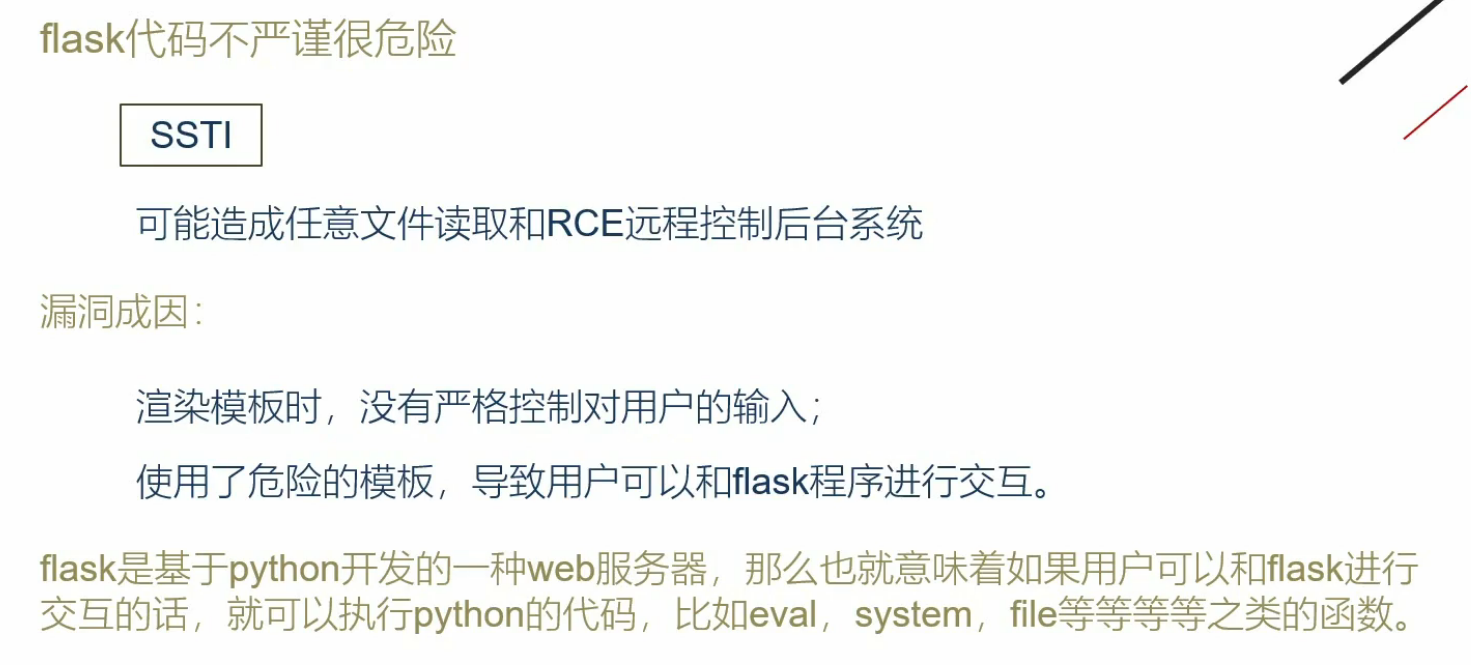 flask代码不严谨很危险
SSTI
可能造成任意文件读取和RCE远程控制后台系统
漏洞成因：
渲染模板时，没有严格控制对用户的输入；
使用了危险的模板，导致用户可以和flask程序进行交互。
flask是基于python开发的一种web服务器，那么也就意味着如果用户可以和flask进行
交互的话，就可以执行python的代码，比如eval，system，file等等等等之类的函数。